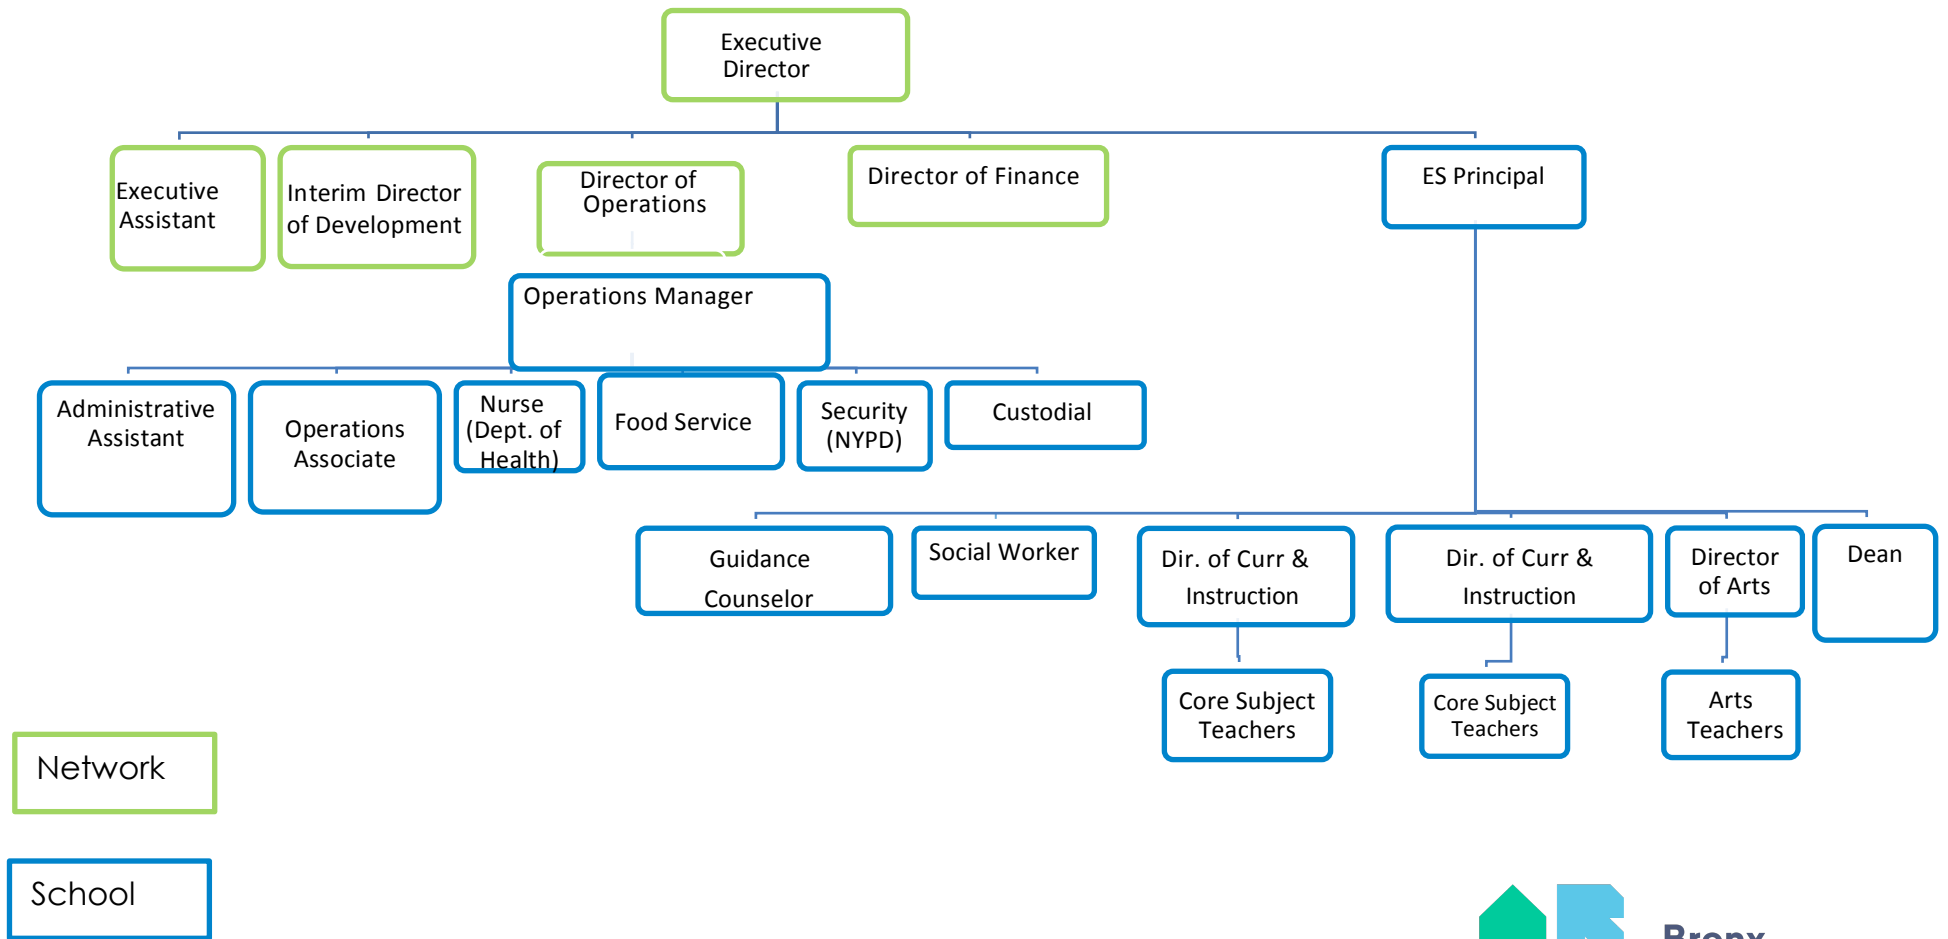 Executive
Director
Executive
Assistant
Interim Director
of Development
Director of
Operations
Director of Finance
ES Principal
Operations Manager
Administrative
Assistant
Operations
Associate
Nurse
(Dept. of
Health)
Food Service
Security
(NYPD)
Custodial
Guidance
Counselor
Social Worker
Dir. of Curr &
Instruction
Dir. of Curr &
Instruction
Director
of Arts
Dean
Core Subject
Teachers
Core Subject
Teachers
Arts
Teachers
Network
School
Bronx